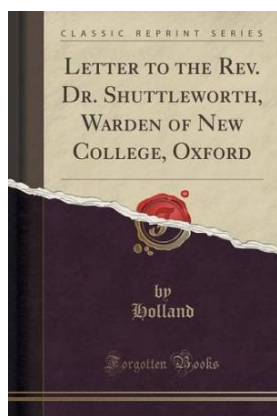 CLASSIC REPRINT SERIES
LETTER TO THE REV.
DR. SHUTTLEWORTH,
WARDEN OF NEW
COLLEGE, OXFORD
by
Holland
Forgotten Books